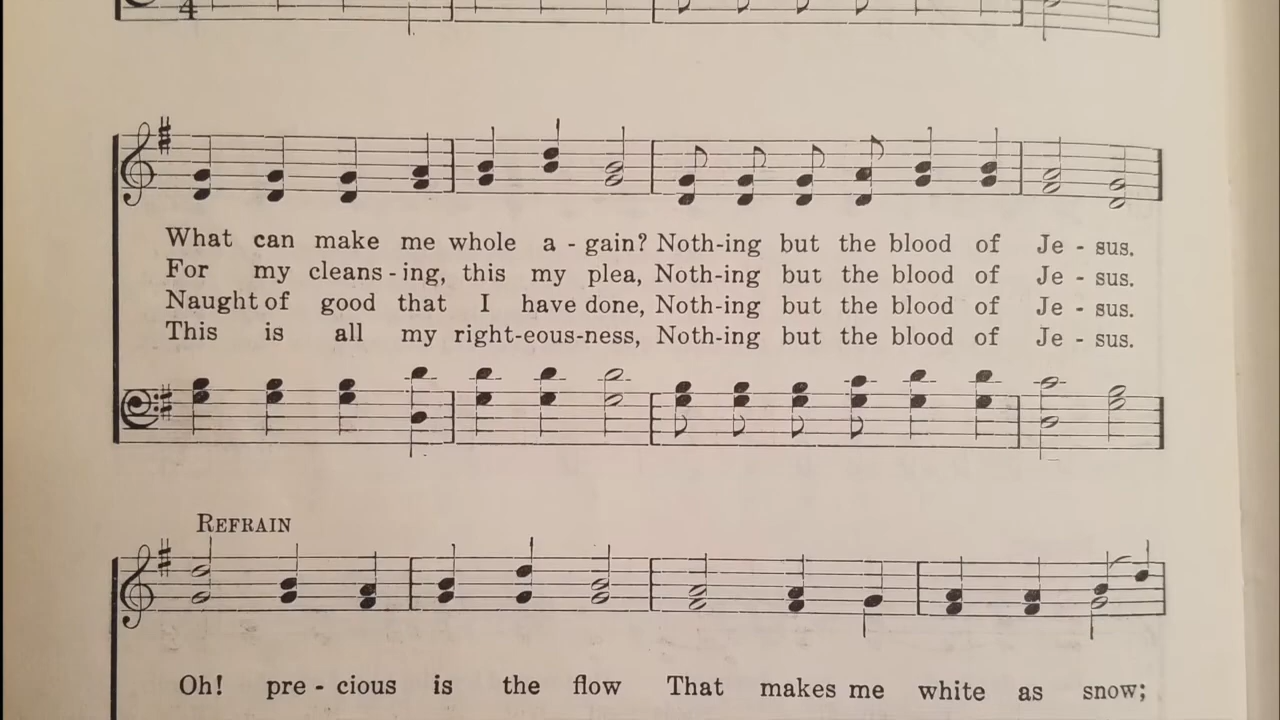 4
What can make me whole a - gain? Noth-ing but the blood of Je - sus.
For my cleans - ing, this my plea, Noth-ing but the blood of Je - sus.
Naught of good that I have done, Noth-ing but the blood of Je - sus.
This is all my right-eous-ness, Noth-ing but the blood of Je - sus.
REFRAIN
Oh! pre - cious is the flow That makes me white as snow;